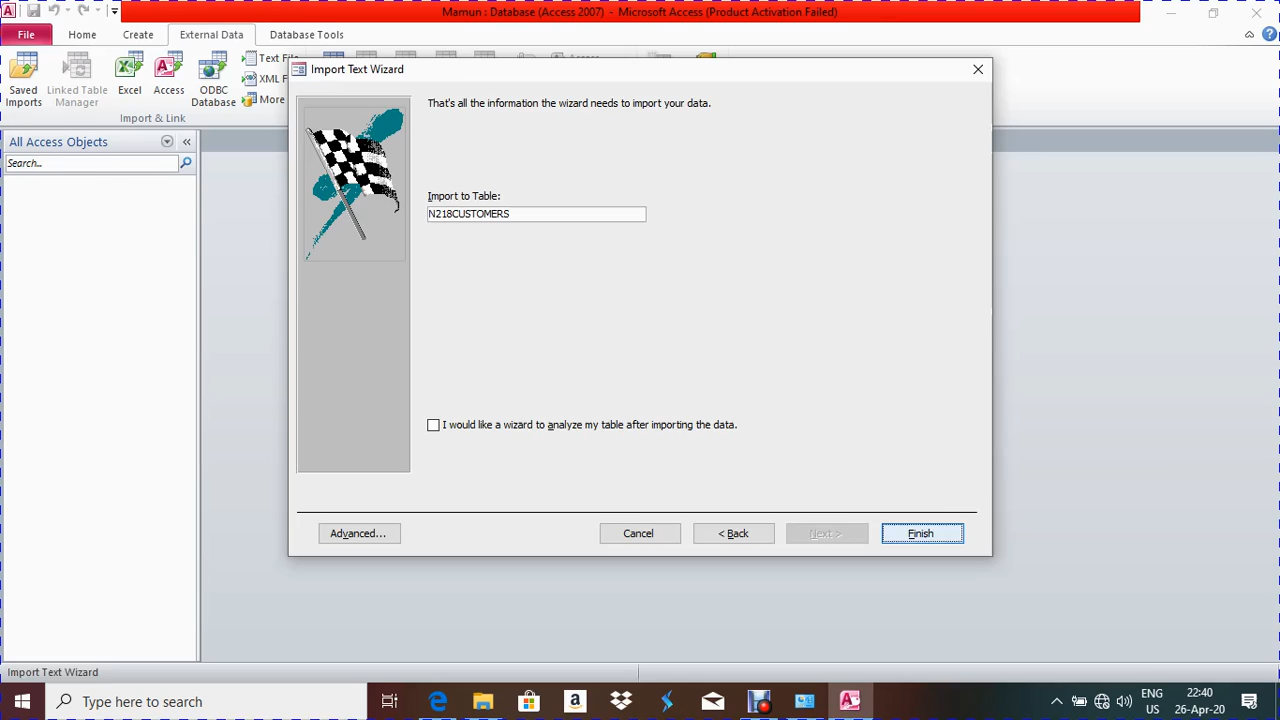 Mamun : Database (Access 2007) - Microsoft Access (Product Activation Failed)
File Home Create External Data Database Tools
Saved Imports
Linked Table Manager
Excel
Access
ODBC Database
Text File
XML F
More
Import & Link
Import Text Wizard
All Access Objects
Search...
That's all the information the wizard needs to import your data.
Import to Table:
N218CUSTOMERS
I would like a wizard to analyze my table after importing the data.
Advanced... Cancel < Back Next > Finish
Import Text Wizard
Type here to search
ENG 22:40
US 26-Apr-20